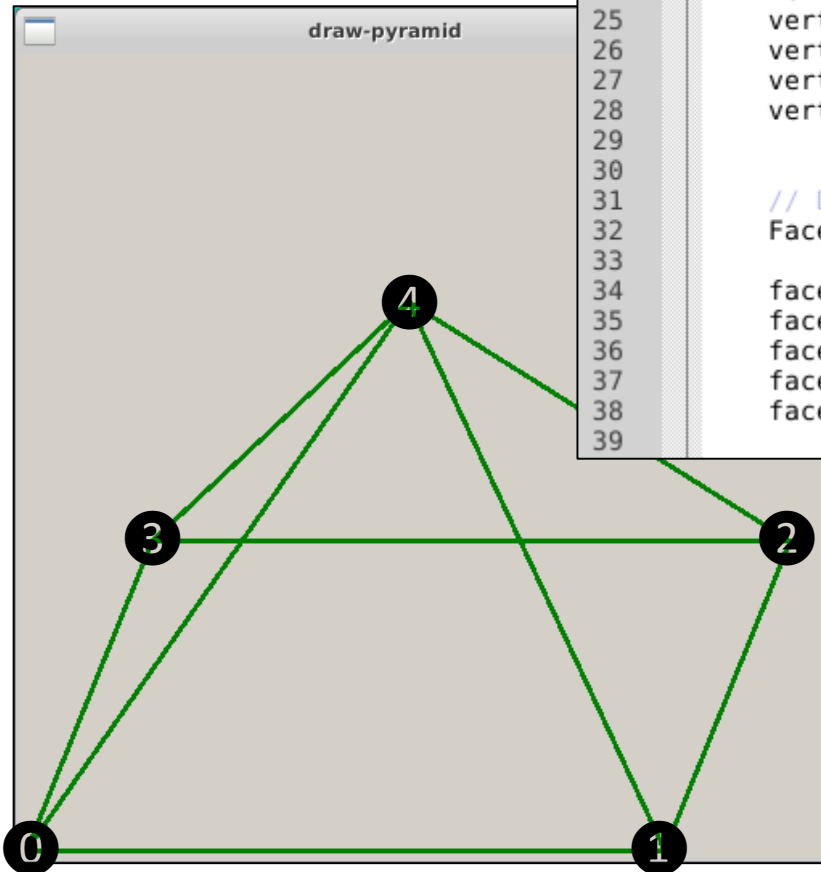 draw-pyramid
25 vert
26 vert
27 vert
28 vert
29
30
31 //
32 Face
33
34 face
35 face
36 face
37 face
38 face
39
4
3
2
0
1